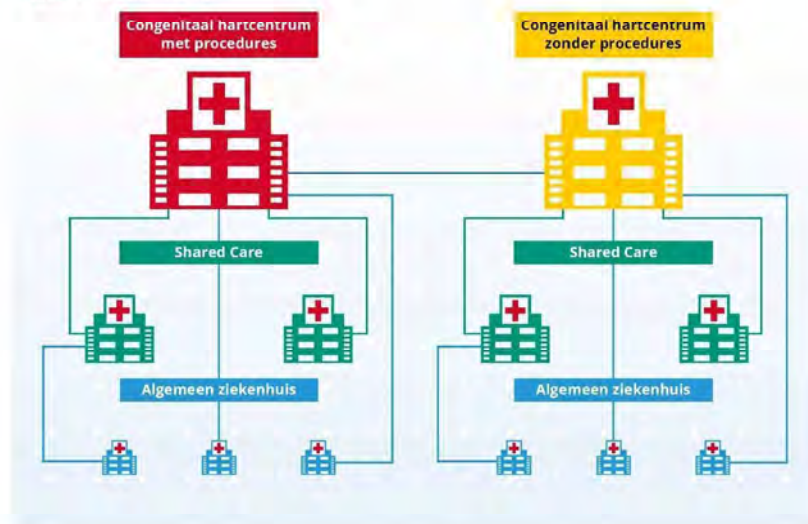 Congenitaal hartcentrum
met procedures
Congenitaal hartcentrum
zonder procedures
Shared Care
Shared Care
Algemeen ziekenhuis
Algemeen ziekenhuis